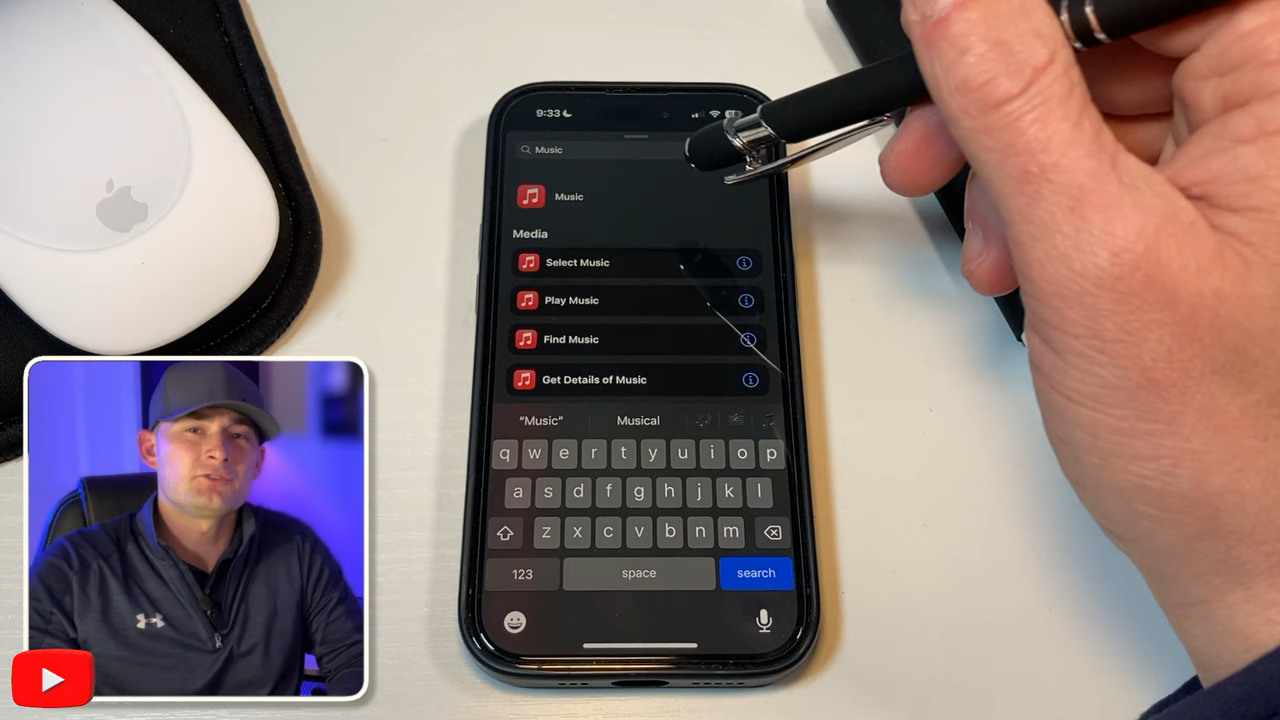 9:33
Music
Music
Media
Select Music
Play Music
Find Music
Get Details of Music
“Music” Musical
q w e r t y u i o p
a s d f g h j k l
z x c v b n m
123 space search